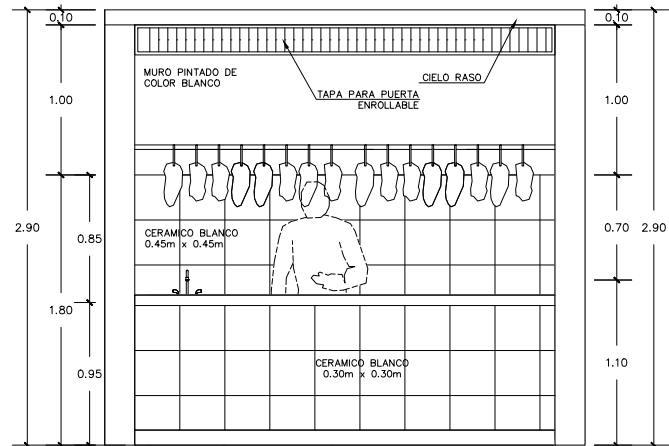 0.10
0.10
MURO PINTADO DE
COLOR BLANCO
CIELO RASO
TAPA PARA PUERTA
ENROLLABLE
1.00
1.00
2.90
0.85
CERAMICO BLANCO
0.45m x 0.45m
0.70
2.90
1.80
0.95
CERAMICO BLANCO
0.30m x 0.30m
1.10